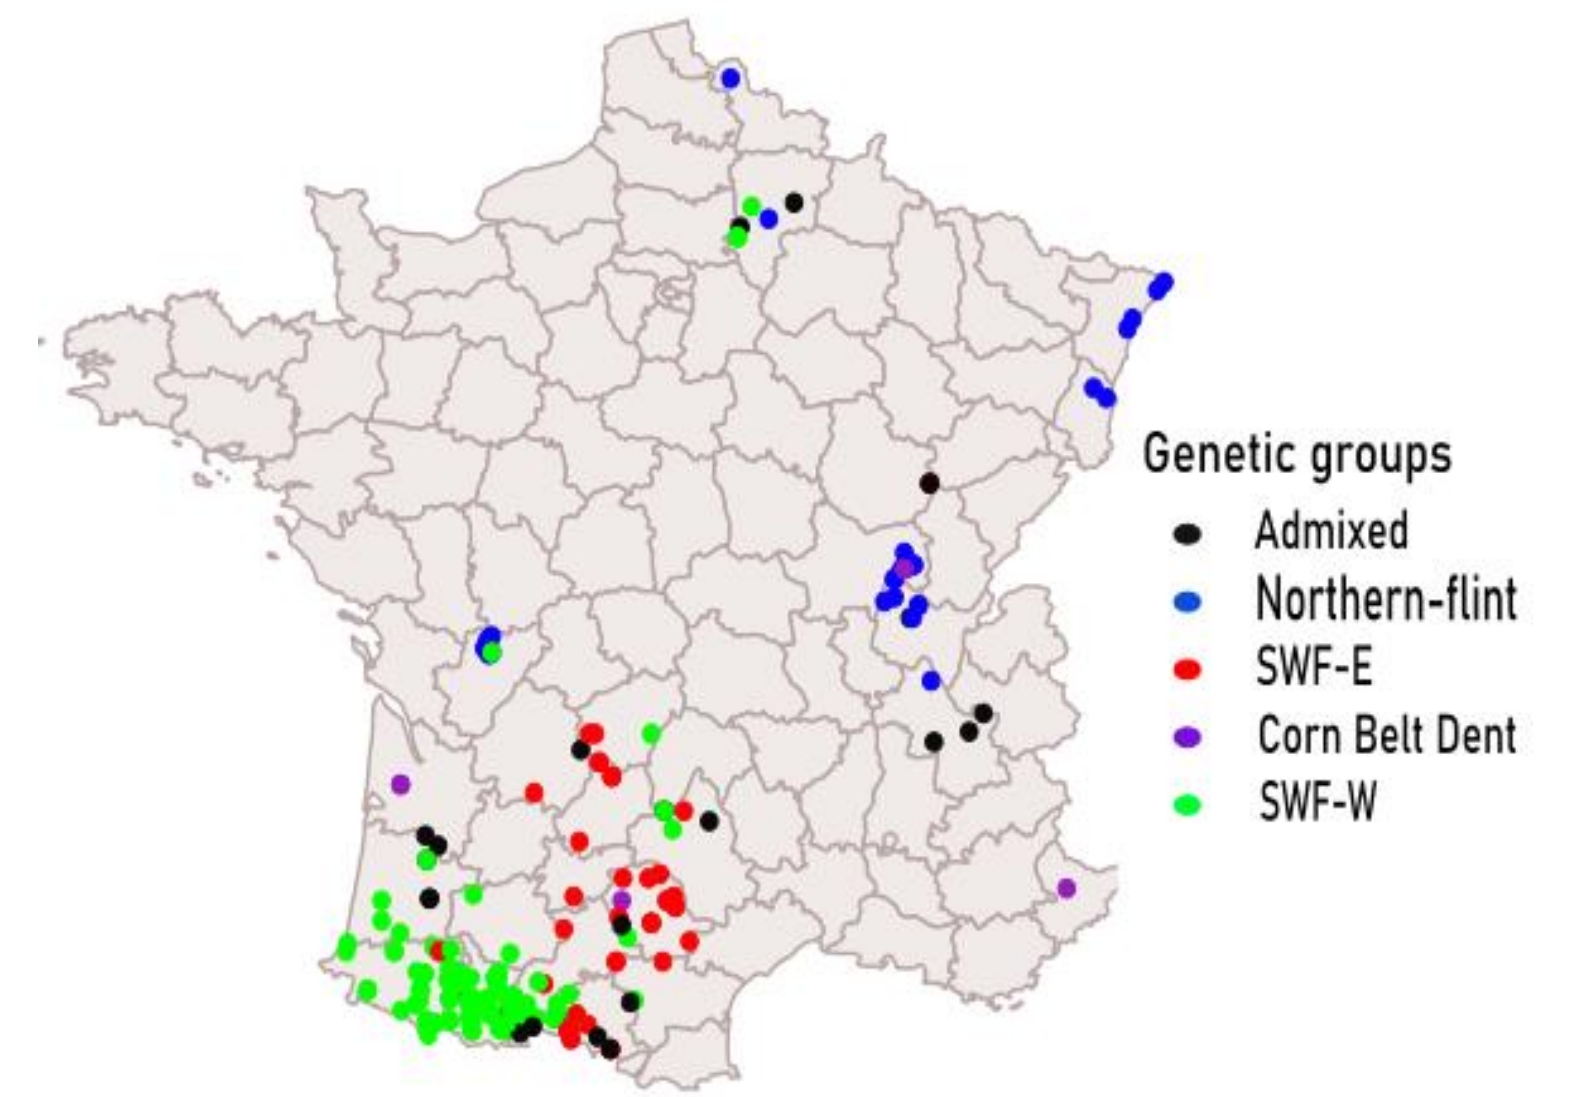 Genetic groups
Admixed
Northern-flint
SWF-E
Corn Belt Dent
SWF-W